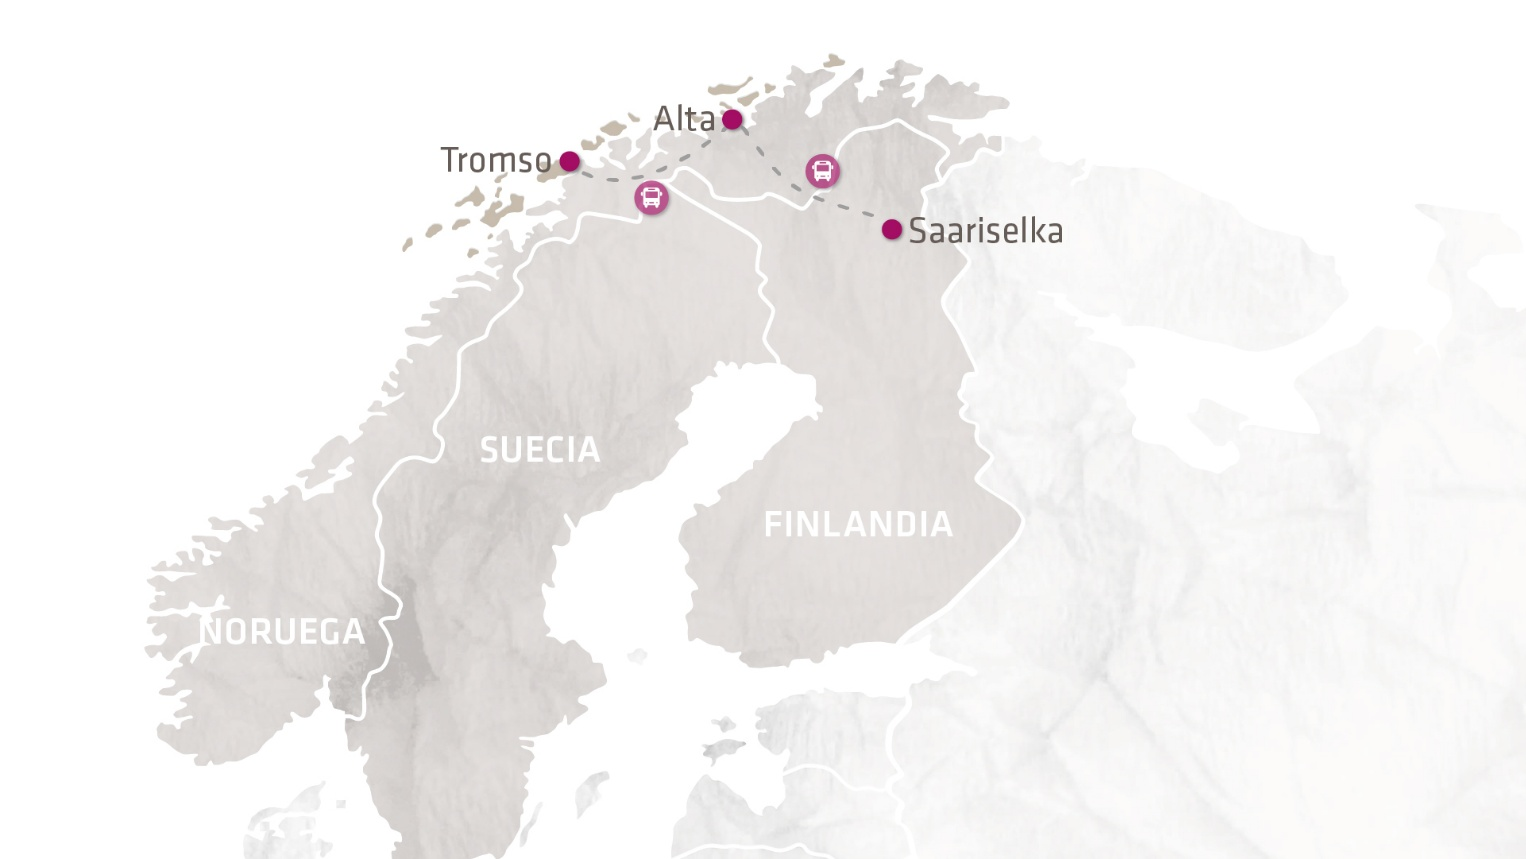 Alta
Tromso
Saariselka
SUECIA
FINLANDIA
NORUEGA